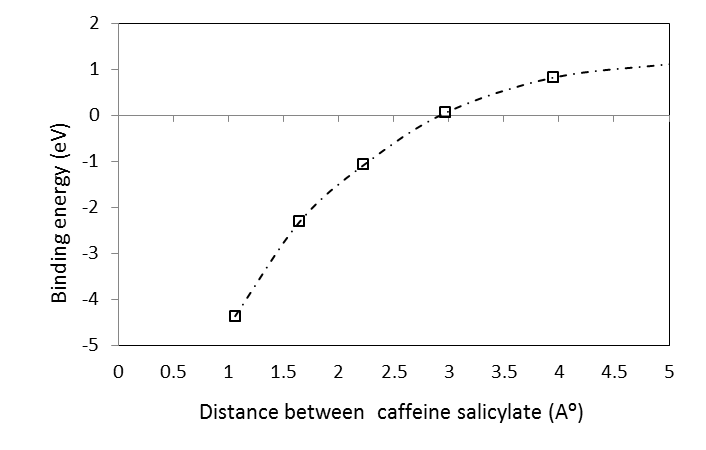 2
1
0
-1
-2
-3
-4
-5
Binding energy (eV)
0 0.5 1 1.5 2 2.5 3 3.5 4 4.5 5
Distance between  caffeine salicylate (Aº)